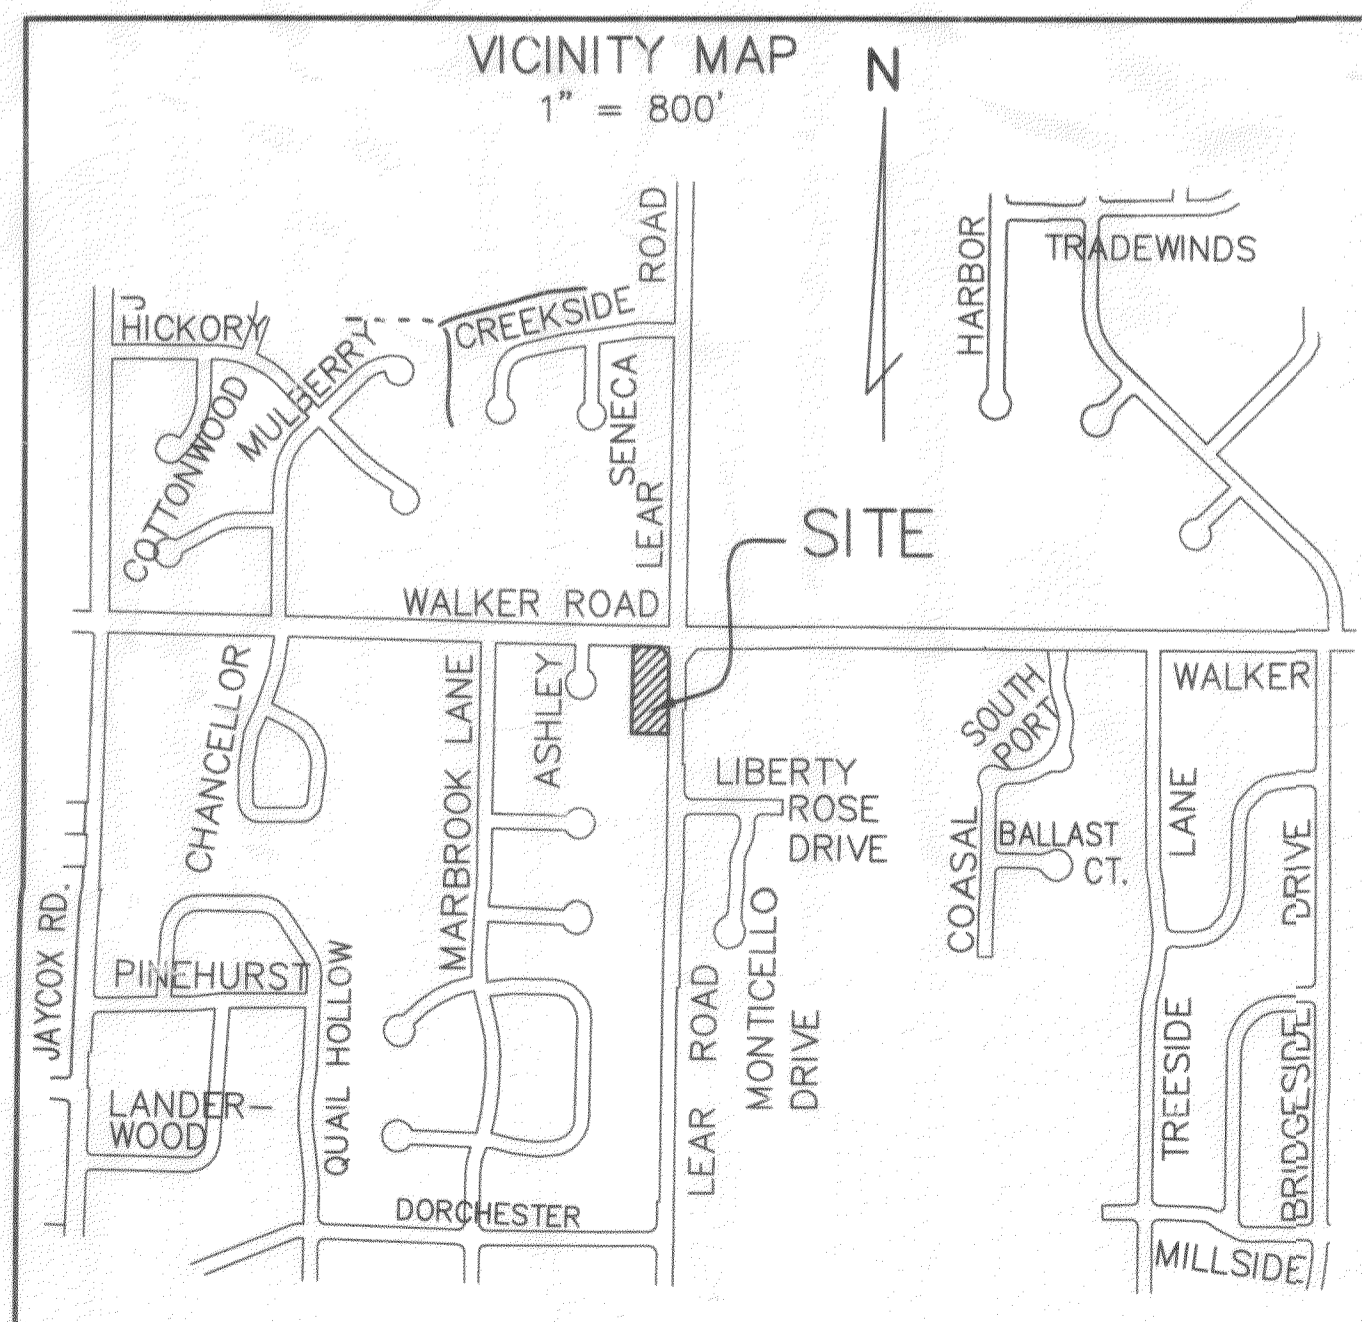 VICINITY MAP
1" = 800'
N
ROAD
HARBOR
TRADEWINDS
HICKORY
MULBERRY
CREEKSIDE
SENECA
COTTONWOOD
LEAR
SITE
WALKER ROAD
CHANCELLOR
MARBROOK LANE
ASHLEY
SOUTH
PORT
WALKER
LIBERTY
ROSE
DRIVE
LANE
COASAL
BALLAST
CT.
DRIVE
JAYCOX RD.
PINEHURST
QUAIL HOLLOW
LEAR ROAD
MONTICELLO
DRIVE
TREESIDE
BRIDGESIDE
LANDER-
WOOD
DORCHESTER
MILLSIDE